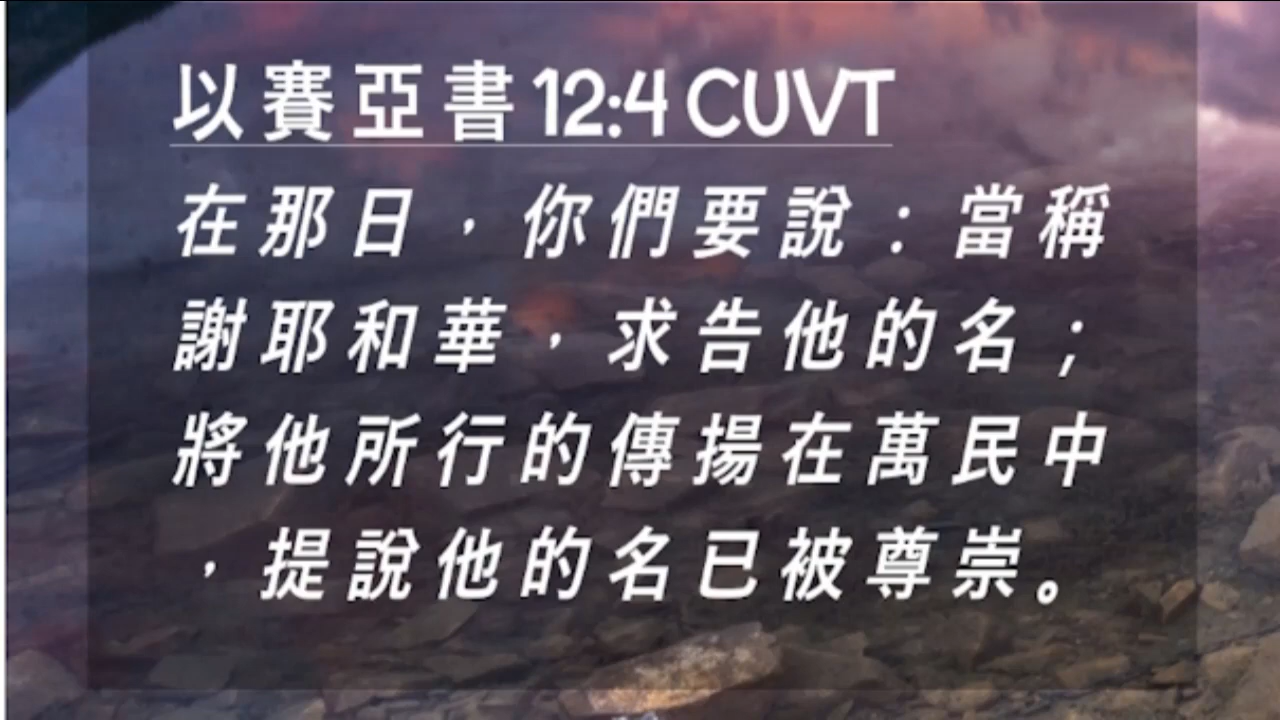 以賽亞書 12:4 CUVT
在那日，你們要說：當稱
謝耶和華，求告他的名；
將他所行的傳揚在萬民中
，提說他的名已被尊崇。